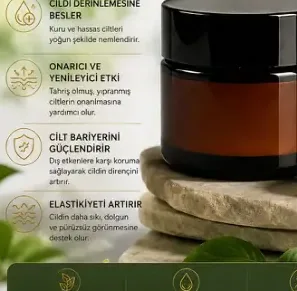 CİLDİ DERİNLEMESİNE
BESLER
Kuru ve hassas ciltleri
yoğun şekilde nemlendirir.
ONARICI VE
YENİLEYİCİ ETKİ
Tahriş olmuş, yıpranmış
ciltlerin onarılmasına
yardımcı olur.
CİLT BARİYERİNİ
GÜÇLENDİRİR
Dış etkenlere karşı koruma
sağlayarak cildin direncini
artırır.
ELASTİKİYETİ ARTIRIR
Cildin daha sıkı, dolgun
ve pürüzsüz görünmesine
destek olur.